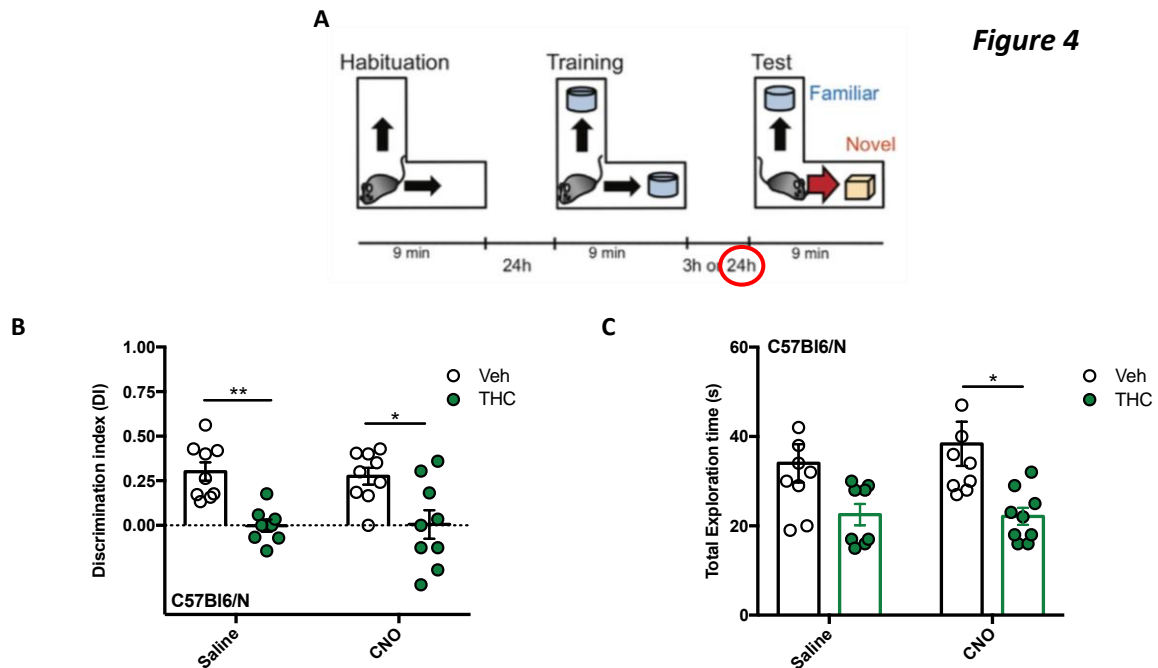 A
Figure 4
Habituation
Training
Test
Familiar
Novel
9 min
24h
9 min
3h or 24h
9 min
B
Discrimination index (DI)
1.00
0.75
0.50
0.25
0.00
**
*
Veh
THC
C57Bl6/N
Saline
CNO
C
Total Exploration time (s)
C57Bl6/N
60
40
20
0
*
Veh
THC
Saline
CNO